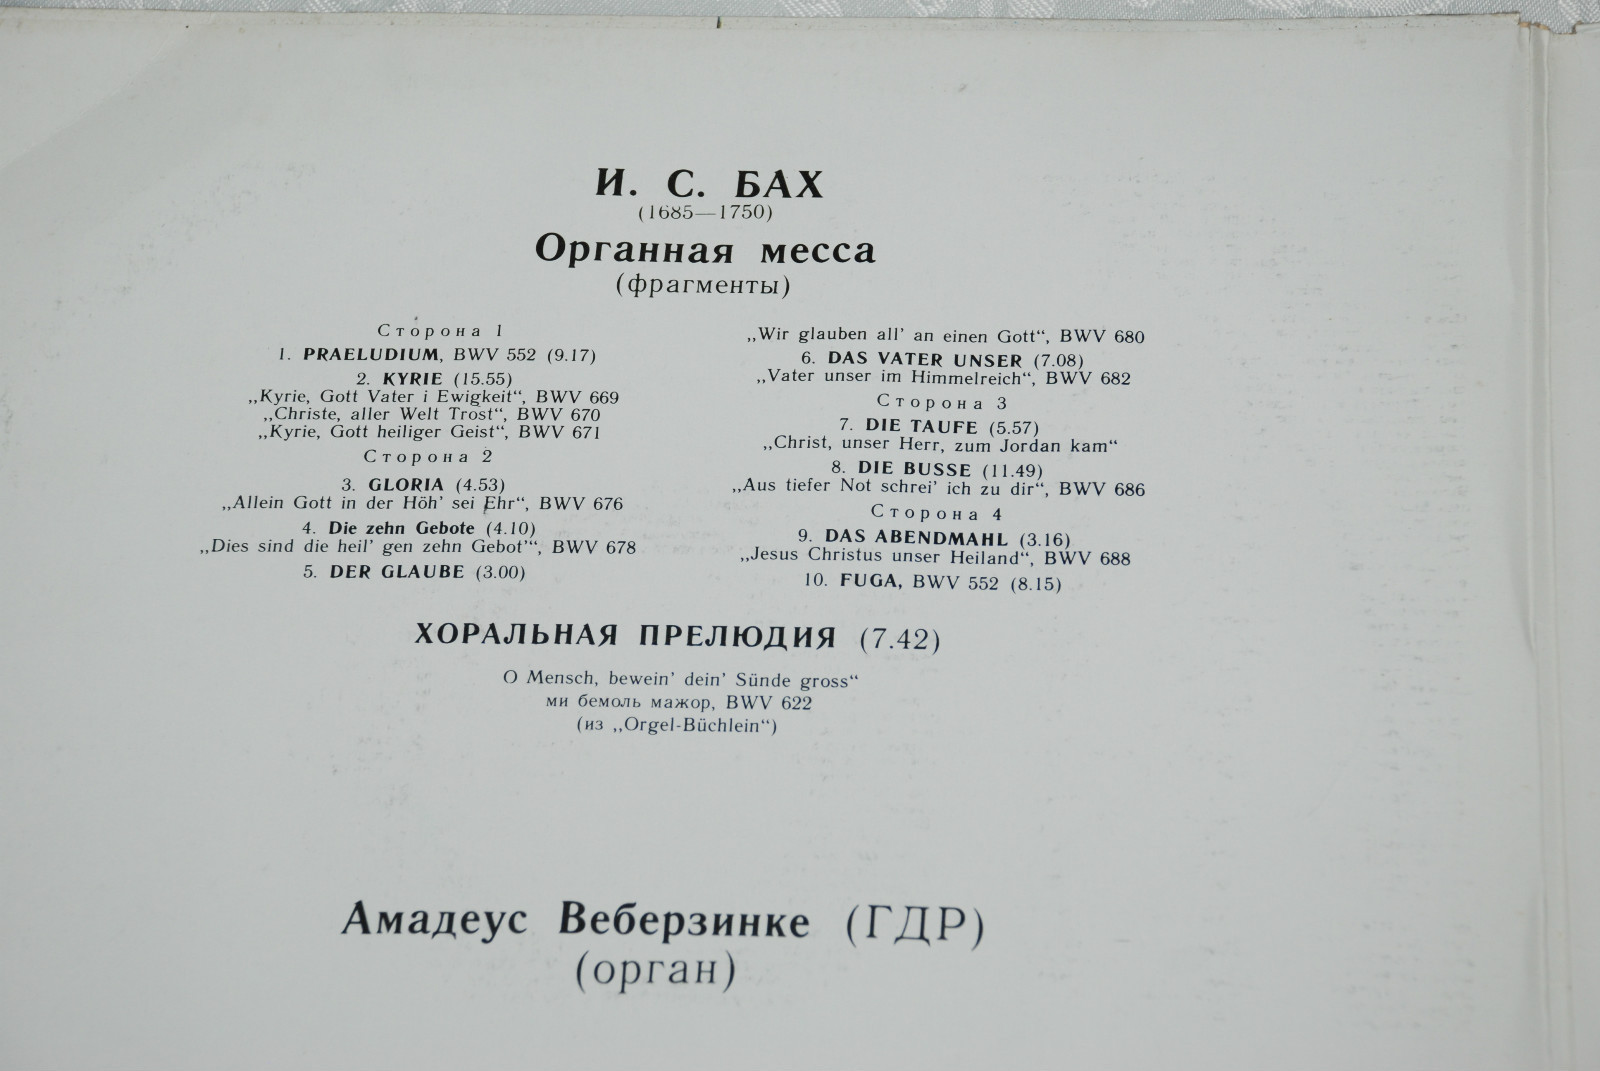 И. С. БАХ
(1685—1750)
Органная месса
(фрагменты)
Сторона 1
1. PRAELUDIUM, BWV 552 (9.17)
2. KYRIE (15.55)
„Kyrie, Gott Vater i Ewigkeit“, BWV 669
„Christe, aller Welt Trost“, BWV 670
„Kyrie, Gott heiliger Geist“, BWV 671
Сторона 2
3. GLORIA (4.53)
„Allein Gott in der Höh’ sei Ehr“, BWV 676
4. Die zehn Gebote (4.10)
„Dies sind die heil’ gen zehn Gebot’“, BWV 678
5. DER GLAUBE (3.00)
„Wir glauben all’ an einen Gott“, BWV 680
6. DAS VATER UNSER (7.08)
„Vater unser im Himmelreich“, BWV 682
Сторона 3
7. DIE TAUFE (5.57)
„Christ, unser Herr, zum Jordan kam“
8. DIE BUSSE (11.49)
„Aus tiefer Not schrei’ ich zu dir“, BWV 686
Сторона 4
9. DAS ABENDMAHL (3.16)
„Jesus Christus unser Heiland“, BWV 688
10. FUGA, BWV 552 (8.15)
ХОРАЛЬНАЯ ПРЕЛЮДИЯ (7.42)
O Mensch, bewein’ dein’ Sünde gross“
ми бемоль мажор, BWV 622
(из „Orgel-Büchlein“)
Амадеус Веберзинке (ГДР)
(орган)